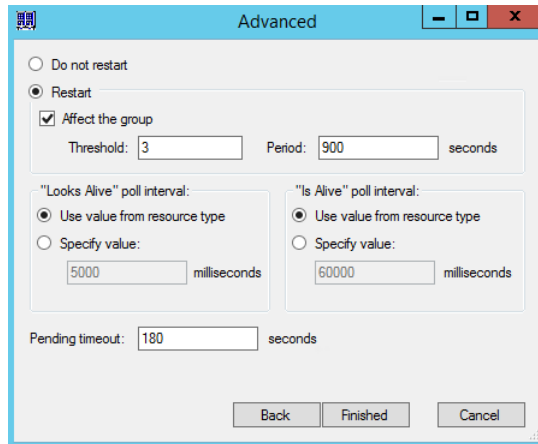 Advanced
Do not restart
Restart
Affect the group
Threshold: 3 Period: 900 seconds
"Looks Alive" poll interval: "Is Alive" poll interval:
Use value from resource type Use value from resource type
Specify value: Specify value:
5000 milliseconds 60000 milliseconds
Pending timeout: 180 seconds
Back Finished Cancel